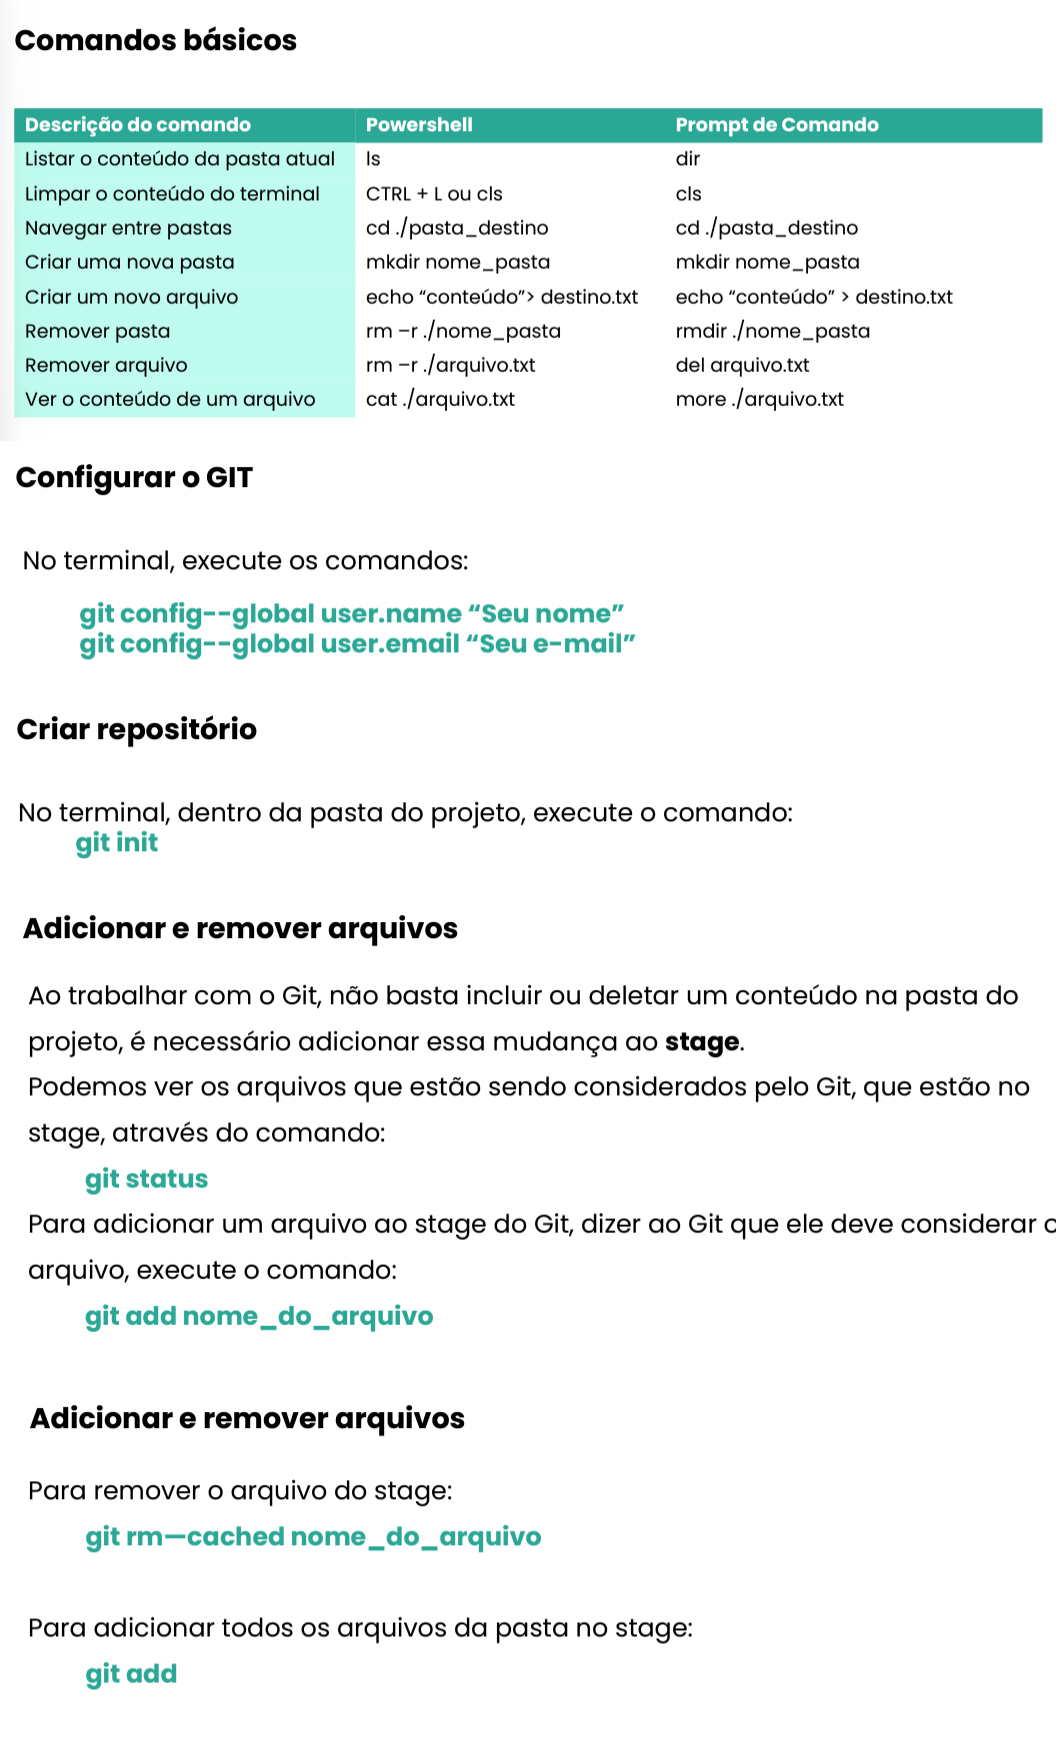 Comandos básicos
Descrição do comando Powershell Prompt de Comando
Listar o conteúdo da pasta atual ls dir
Limpar o conteúdo do terminal CTRL + L ou cls cls
Navegar entre pastas cd ./pasta_destino cd ./pasta_destino
Criar uma nova pasta mkdir nome_pasta mkdir nome_pasta
Criar um novo arquivo echo “conteúdo”> destino.txt echo “conteúdo” > destino.txt
Remover pasta rm –r ./nome_pasta rmdir ./nome_pasta
Remover arquivo rm –r ./arquivo.txt del arquivo.txt
Ver o conteúdo de um arquivo cat ./arquivo.txt more ./arquivo.txt
Configurar o GIT
No terminal, execute os comandos:
git config--global user.name “Seu nome”
git config--global user.email “Seu e-mail”
Criar repositório
No terminal, dentro da pasta do projeto, execute o comando:
git init
Adicionar e remover arquivos
Ao trabalhar com o Git, não basta incluir ou deletar um conteúdo na pasta do
projeto, é necessário adicionar essa mudança ao stage.
Podemos ver os arquivos que estão sendo considerados pelo Git, que estão no
stage, através do comando:
git status
Para adicionar um arquivo ao stage do Git, dizer ao Git que ele deve considerar o
arquivo, execute o comando:
git add nome_do_arquivo
Adicionar e remover arquivos
Para remover o arquivo do stage:
git rm—cached nome_do_arquivo
Para adicionar todos os arquivos da pasta no stage:
git add